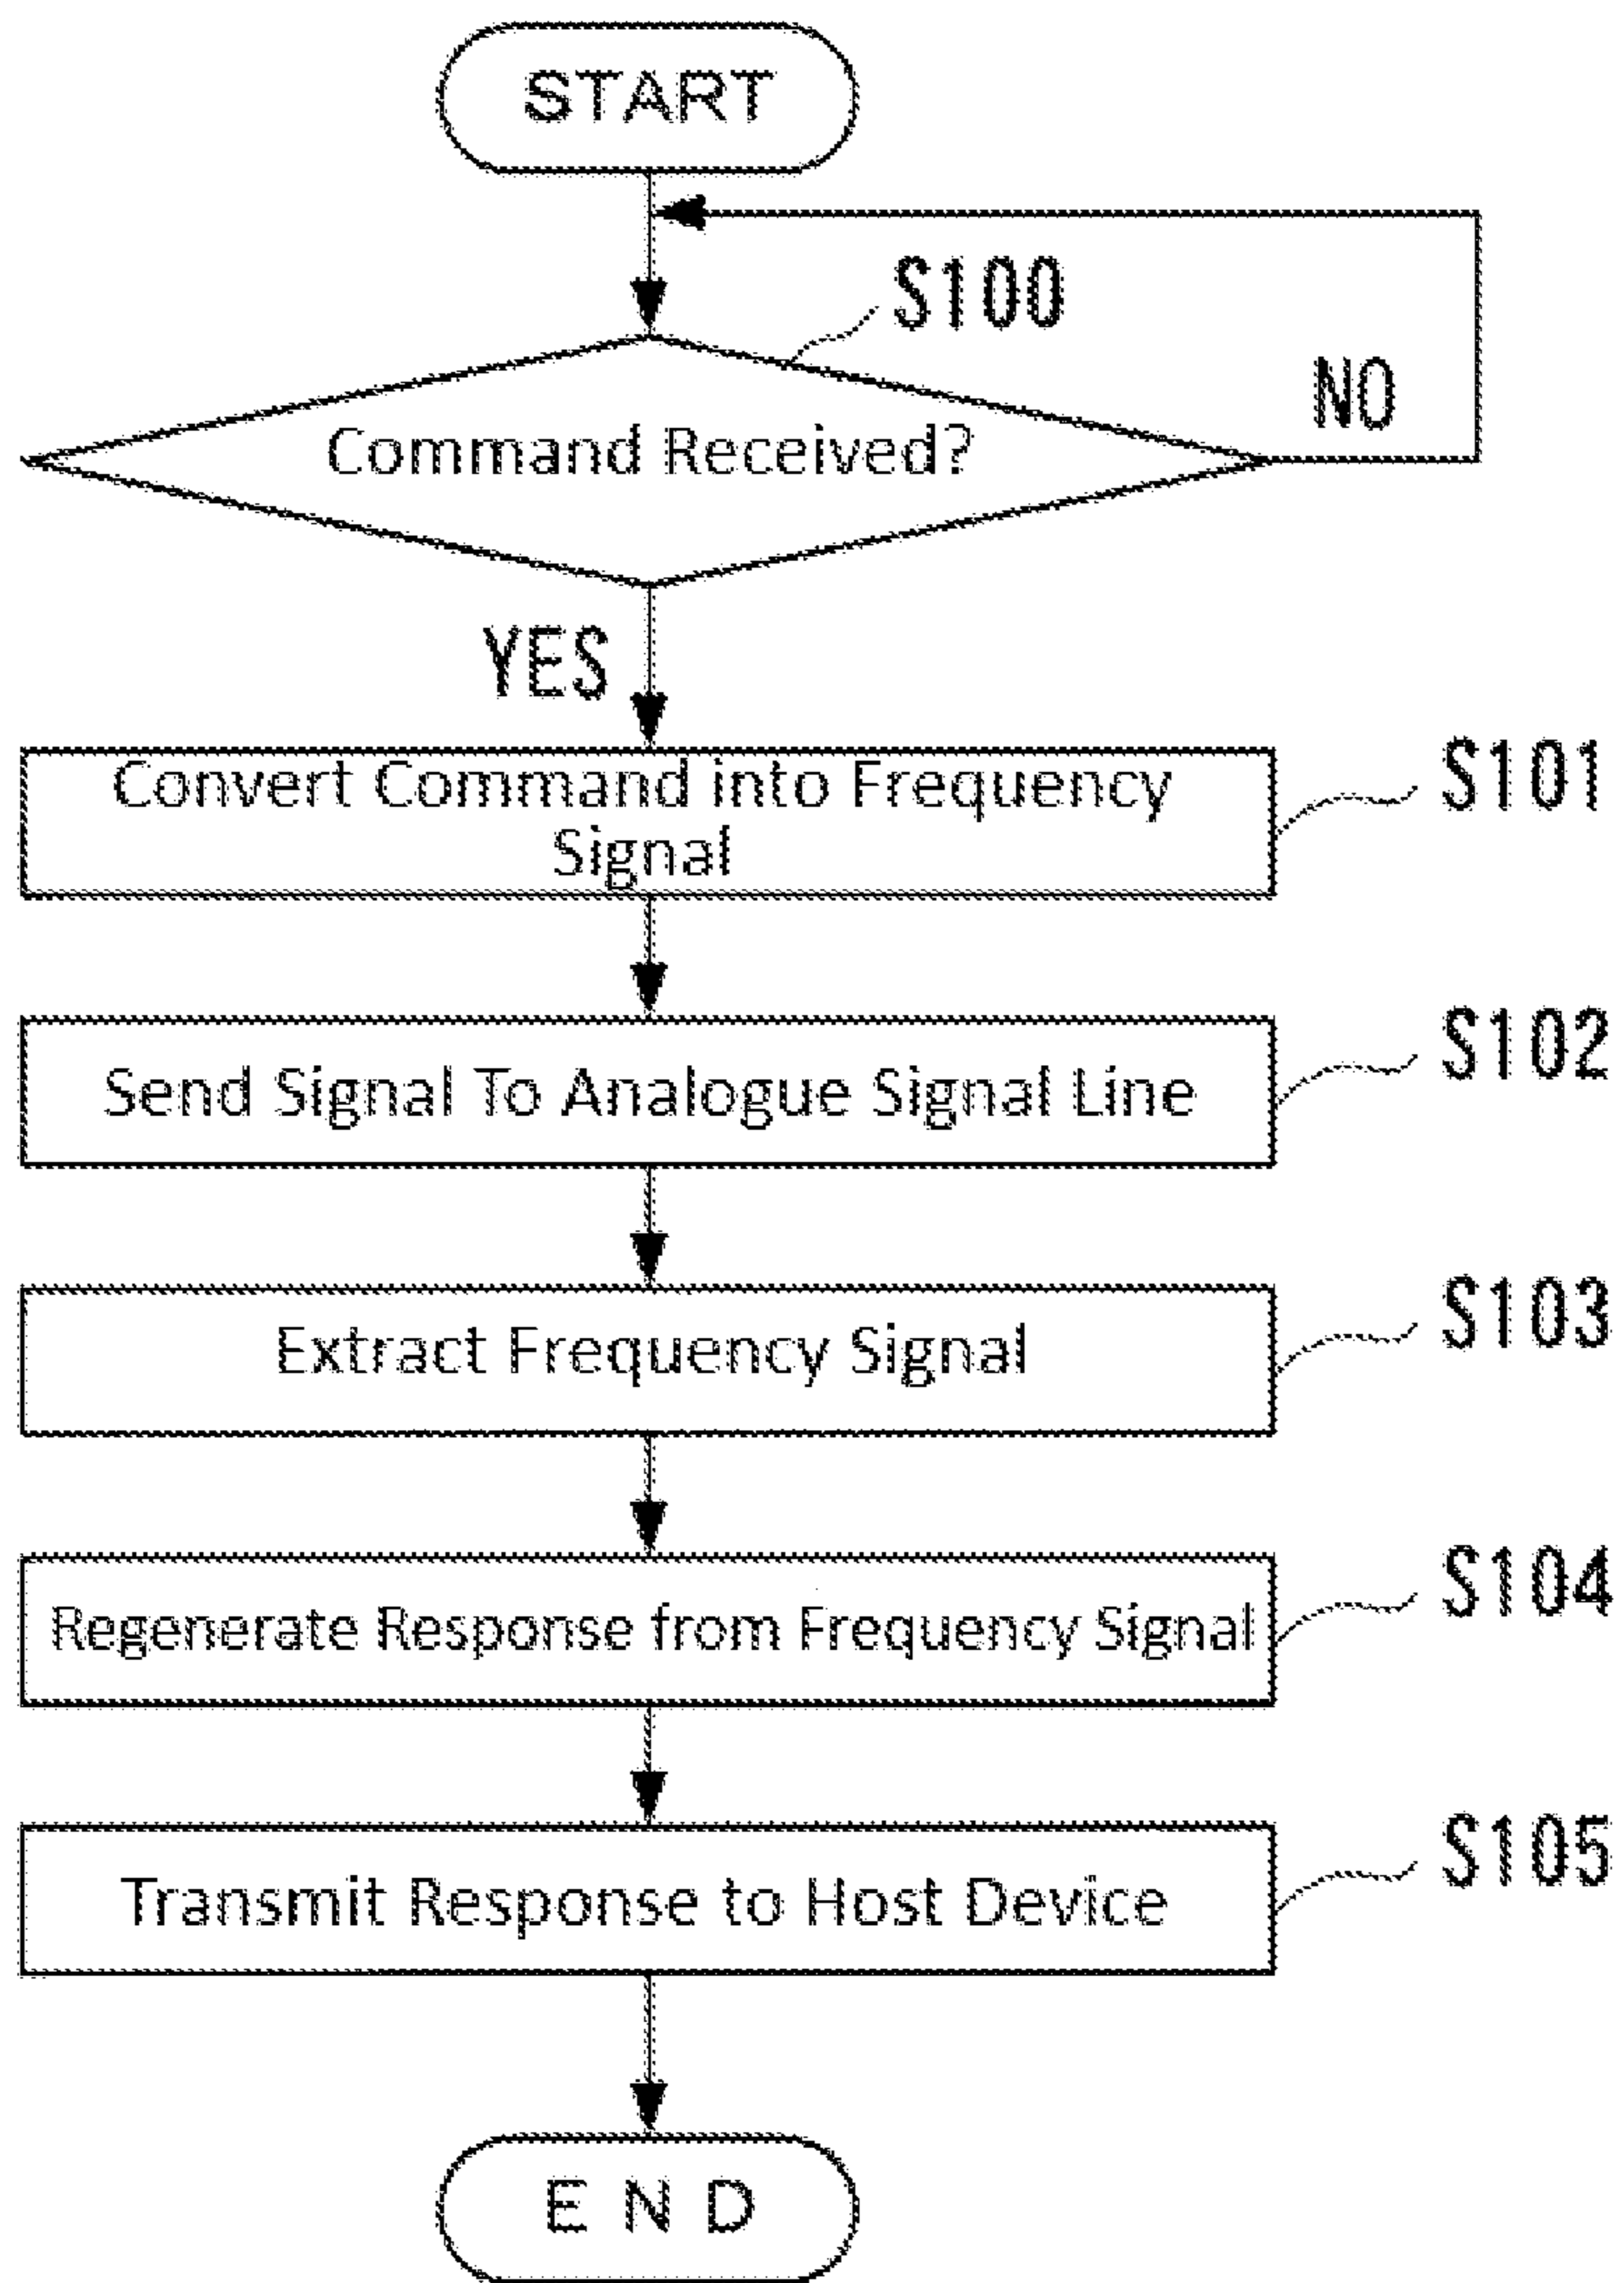 START
S100
NO
Command Received?
YES
Convert Command into Frequency
Signal
S101
Send Signal To Analogue Signal Line
S102
Extract Frequency Signal
S103
Regenerate Response from Frequency Signal
S104
Transmit Response to Host Device
S105
E N D